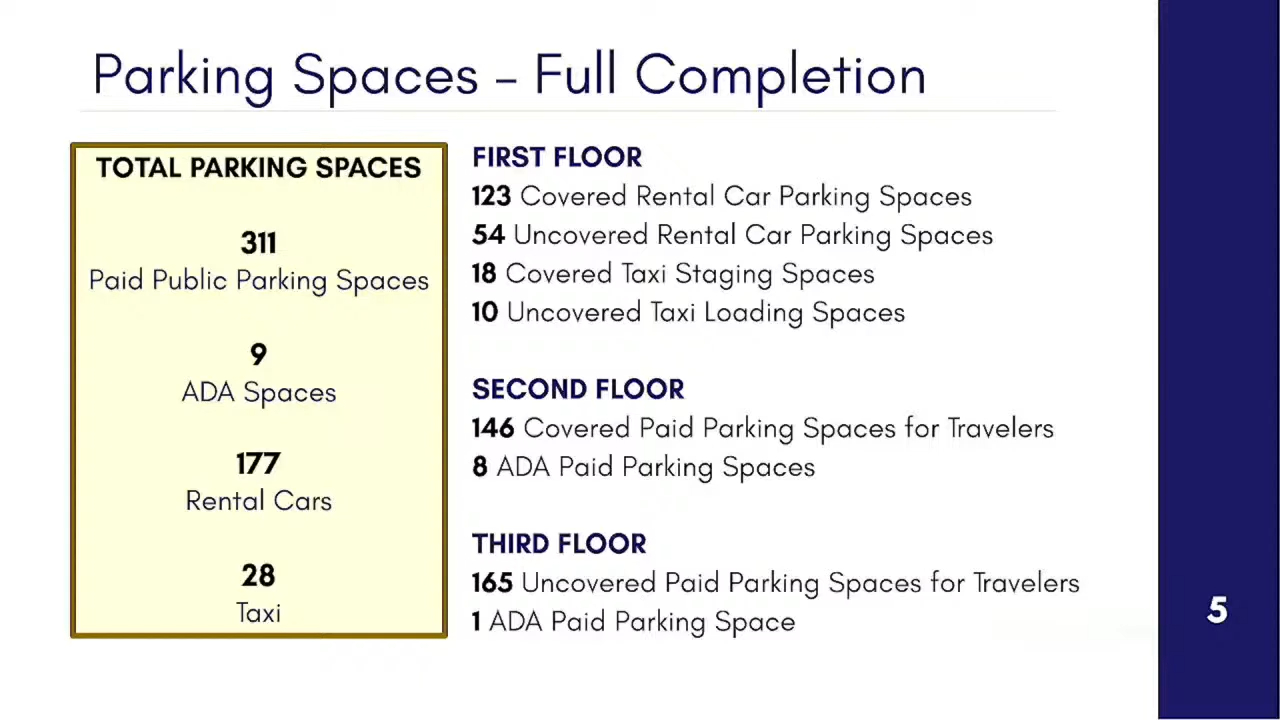 Parking Spaces – Full Completion
TOTAL PARKING SPACES
311
Paid Public Parking Spaces
9
ADA Spaces
177
Rental Cars
28
Taxi
FIRST FLOOR
123 Covered Rental Car Parking Spaces
54 Uncovered Rental Car Parking Spaces
18 Covered Taxi Staging Spaces
10 Uncovered Taxi Loading Spaces
SECOND FLOOR
146 Covered Paid Parking Spaces for Travelers
8 ADA Paid Parking Spaces
THIRD FLOOR
165 Uncovered Paid Parking Spaces for Travelers
1 ADA Paid Parking Space
5